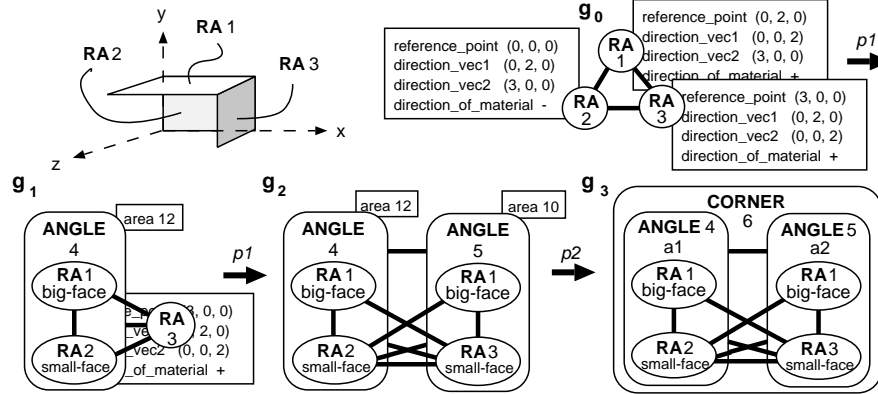 y
RA 1
RA 2
RA 3
x
z
g0
reference_point (0, 0, 0)
direction_vec1 (0, 2, 0)
direction_vec2 (3, 0, 0)
direction_of_material -
RA
1
RA
2
RA
3
reference_point (0, 2, 0)
direction_vec1 (0, 0, 2)
direction_vec2 (3, 0, 0)
direction_of_material +
reference_point (3, 0, 0)
direction_vec1 (0, 2, 0)
direction_vec2 (0, 0, 2)
direction_of_material +
p1
g1
area 12
ANGLE
4
RA 1
big-face
RA 2
small-face
RA
3
3, 0, 0)
2, 0)
vec2 (0, 0, 2)
_of_material +
p1
g2
area 12
area 10
ANGLE
4
RA 1
big-face
RA 2
small-face
ANGLE
5
RA 1
big-face
RA 3
small-face
p2
g3
CORNER
6
ANGLE 4
a1
RA 1
big-face
RA 2
small-face
ANGLE 5
a2
RA 1
big-face
RA 3
small-face